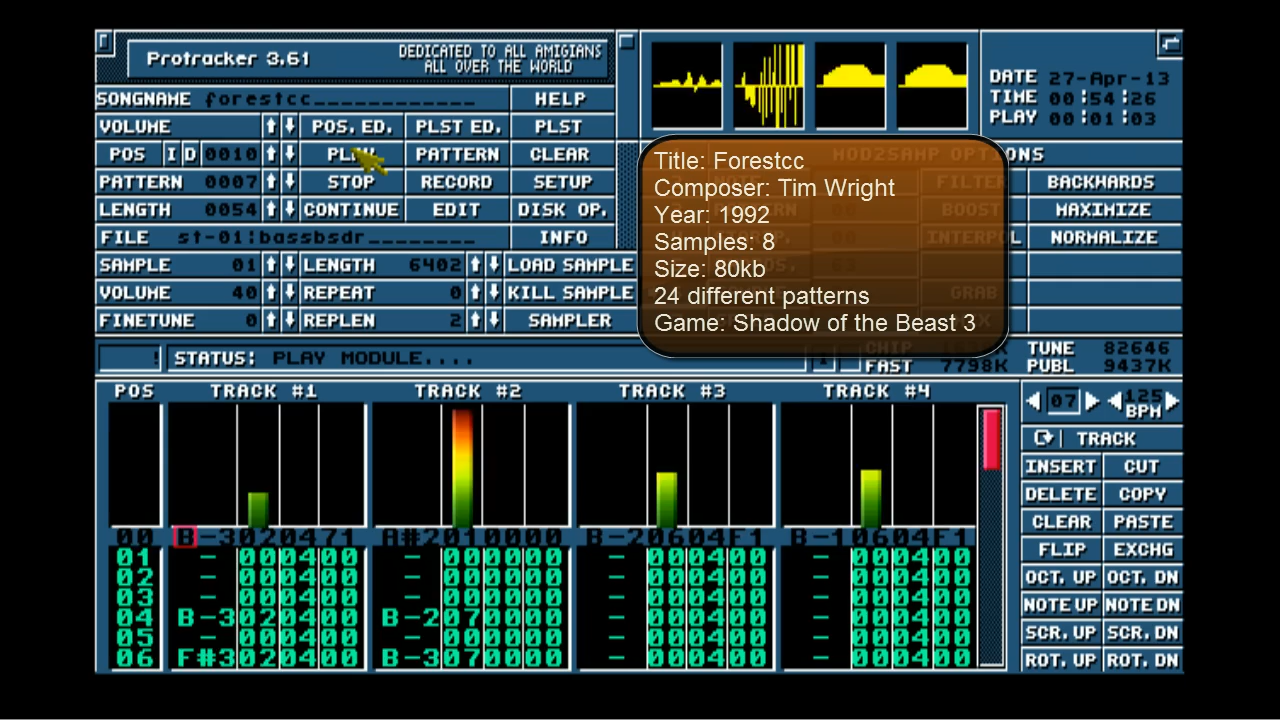 Protracker 3.61
DEDICATED TO ALL AMIGIANS
ALL OVER THE WORLD
SONGNAME forestcc____________ HELP
VOLUME POS. ED. PLST ED. PLST
POS I D 0010 PATTERN CLEAR
PATTERN 0007 STOP RECORD SETUP
LENGTH 0054 CONTINUE EDIT DISK OP.
FILE st-01:bassbsdr________ INFO
SAMPLE 01 LENGTH 6402 LOAD SAMPLE
VOLUME 40 REPEAT 0 KILL SAMPLE
FINETUNE 0 REPLEN 2 SAMPLER
DATE 27-Apr-13
TIME 00:54:26
PLAY 00:01:03
MOD2SAMP OPTIONS
BACKWARDS
MAXIMIZE
NORMALIZE
Title: Forestcc
Composer: Tim Wright
Year: 1992
Samples: 8
Size: 80kb
24 different patterns
Game: Shadow of the Beast 3
STATUS: PLAY MODULE....
CHIP
FAST 7798K
TUNE 82646
PUBL 9437K
POS TRACK #1 TRACK #2 TRACK #3 TRACK #4
00 B-3020471 A#2010000 B-20604F1 B-10604F1
01 - 000400 - 000000 - 000400 - 000400
02 - 000400 - 000000 - 000400 - 000400
03 - 000400 - 000000 - 000400 - 000400
04 B-3020400 B-2070000 - 000400 - 000400
05 - 000400 - 000000 - 000400 - 000400
06 F#3020400 B-3070000 - 000400 - 000400
07 125 BPM
TRACK
INSERT CUT
DELETE COPY
CLEAR PASTE
FLIP EXCHG
OCT. UP OCT. DN
NOTE UP NOTE DN
SCR. UP SCR. DN
ROT. UP ROT. DN